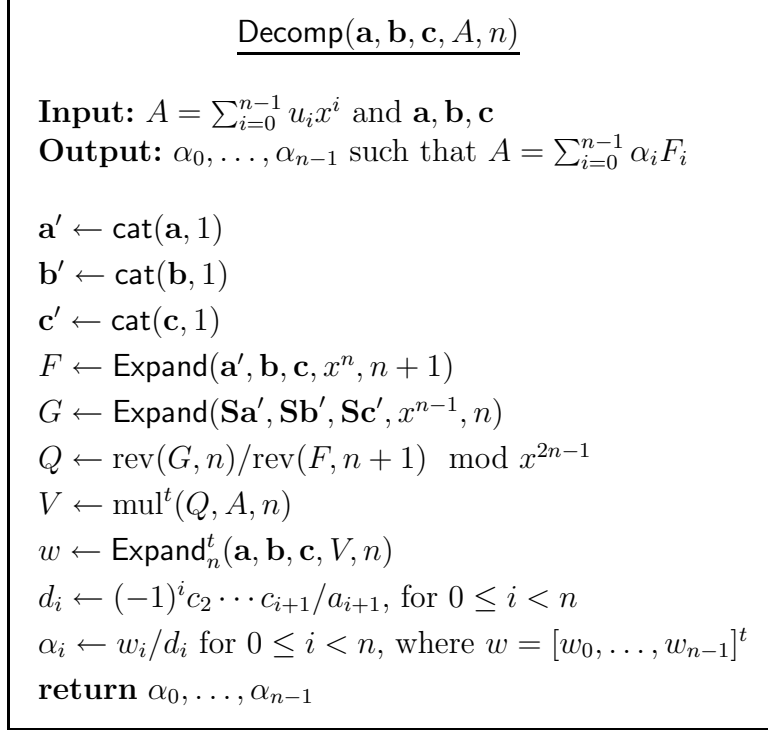 Decomp(a, b, c, A, n)
Input: A = ∑_{i=0}^{n−1} u_i x^i and a, b, c
Output: α_0, . . . , α_{n−1} such that A = ∑_{i=0}^{n−1} α_i F_i
a′ ← cat(a, 1)
b′ ← cat(b, 1)
c′ ← cat(c, 1)
F ← Expand(a′, b, c, x^n, n + 1)
G ← Expand(Sa′, Sb′, Sc′, x^{n−1}, n)
Q ← rev(G, n)/rev(F, n + 1) mod x^{2n−1}
V ← mul^t(Q, A, n)
w ← Expand_n^t(a, b, c, V, n)
d_i ← (−1)^i c_2 · · · c_{i+1}/a_{i+1}, for 0 ≤ i < n
α_i ← w_i/d_i for 0 ≤ i < n, where w = [w_0, . . . , w_{n−1}]^t
return α_0, . . . , α_{n−1}